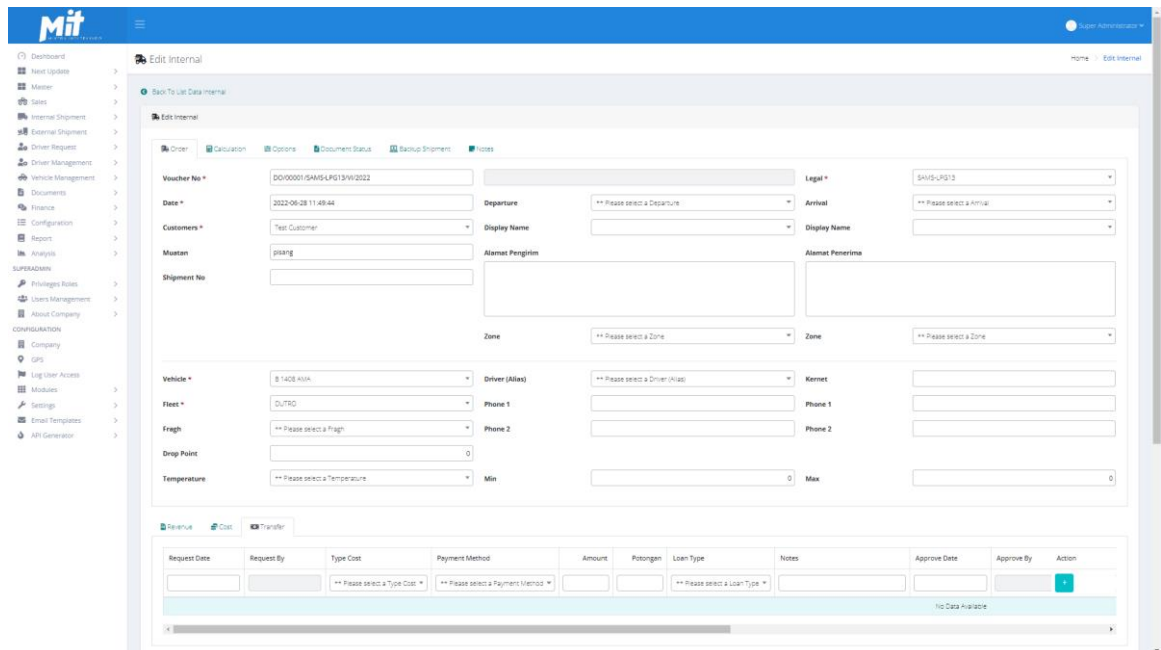 Mit
Super Administrator
Dashboard
Next Update
Master
Sales
Internal Shipment
External Shipment
Driver Request
Driver Management
Vehicle Management
Documents
Finance
Configuration
Report
Analysis
SUPERADMIN
Privileges Roles
Users Management
About Company
CONFIGURATION
Company
GPS
Log User Access
Modules
Settings
Email Templates
API Generator
Edit Internal
Home Edit Internal
Back To List Data Internal
Edit Internal
Order Calculation Options Document Status Backup Shipment Notes
Voucher No * DO/00001/SAMS-LPG13/VI/2022 Legal * SAMS-LPG13
Date * 2022-06-28 11:49:44 Departure ** Please select a Departure Arrival ** Please select a Arrival
Customers * Test Customer Display Name Display Name
Muatan pisang Alamat Pengirim Alamat Penerima
Shipment No
Zone ** Please select a Zone Zone ** Please select a Zone
Vehicle * B 1408 AMA Driver (Alias) ** Please select a Driver (Alias) Kernet
Fleet * OUTRO Phone 1 Phone 1
Fragh ** Please select a Fragh Phone 2 Phone 2
Drop Point 0
Temperature ** Please select a Temperature Min 0 Max 0
Revenue Cost Transfer
Request Date Request By Type Cost Payment Method Amount Potongan Loan Type Notes Approve Date Approve By Action
** Please select a Type Cost ** Please select a Payment Method ** Please select a Loan Type +
No Data Available